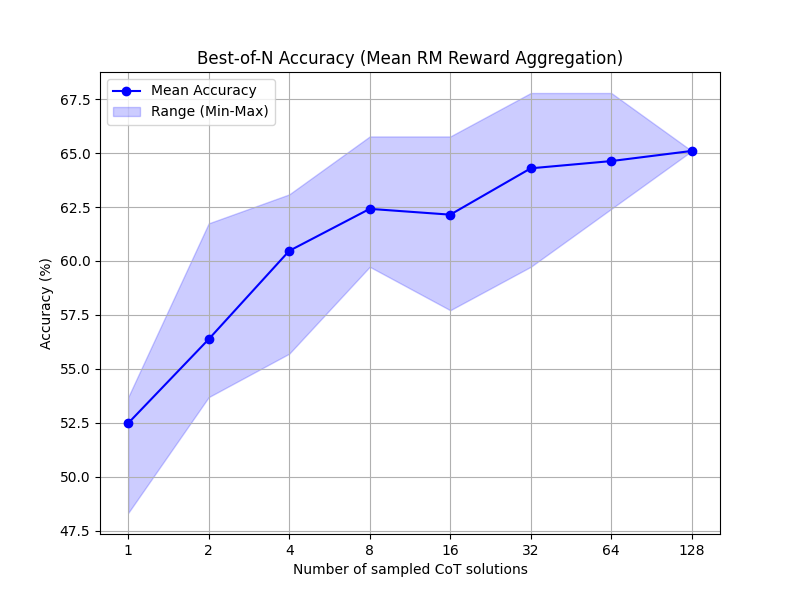 Best-of-N Accuracy (Mean RM Reward Aggregation)
Mean Accuracy
Range (Min-Max)
67.5
65.0
62.5
60.0
57.5
55.0
52.5
50.0
47.5
Accuracy (%)
1 2 4 8 16 32 64 128
Number of sampled CoT solutions